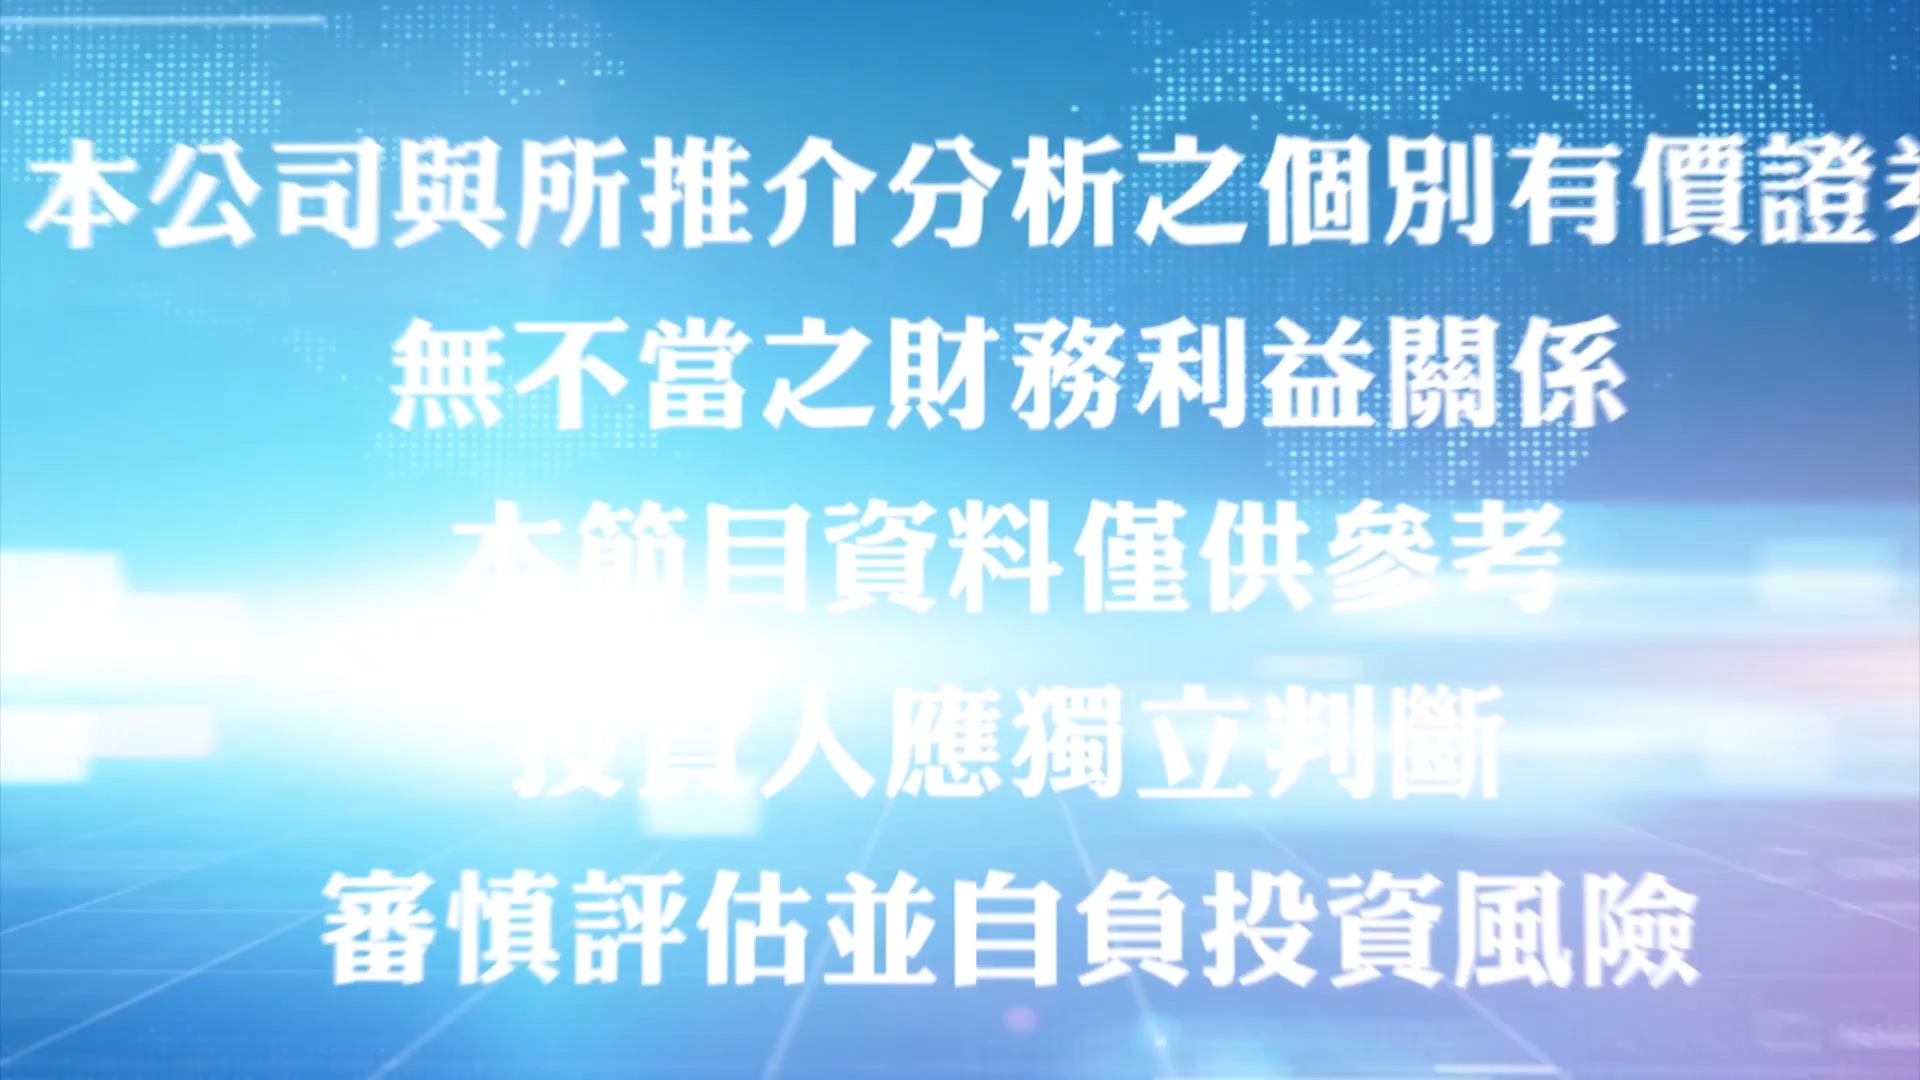 本公司與所推介分析之個別有價證券
無不當之財務利益關係
本節目資料僅供參考
投資人應獨立判斷
審慎評估並自負投資風險